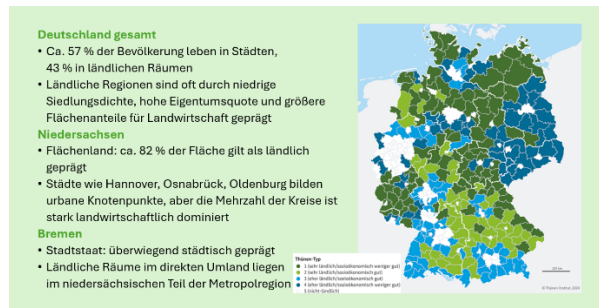 Deutschland gesamt
• Ca. 57 % der Bevölkerung leben in Städten,
43 % in ländlichen Räumen
• Ländliche Regionen sind oft durch niedrige
Siedlungsdichte, hohe Eigentumsquote und größere
Flächenanteile für Landwirtschaft geprägt
Niedersachsen
• Flächenland: ca. 82 % der Fläche gilt als ländlich
geprägt
• Städte wie Hannover, Osnabrück, Oldenburg bilden
urbane Knotenpunkte, aber die Mehrzahl der Kreise ist
stark landwirtschaftlich dominiert
Bremen
• Stadtstaat: überwiegend städtisch geprägt
• Ländliche Räume im direkten Umland liegen
im niedersächsischen Teil der Metropolregion
Thünen-Typ
1 (sehr ländlich/sozioökonomisch weniger gut)
2 (sehr ländlich/sozioökonomisch gut)
3 (eher ländlich/sozioökonomisch gut)
4 (eher ländlich/sozioökonomisch weniger gut)
5 (nicht-ländlich)
© Thünen-Institut, 2024